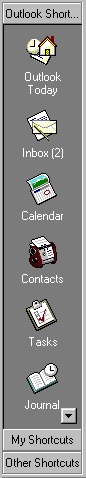 Outlook Short...
Outlook
Today
Inbox (2)
Calendar
Contacts
Tasks
Journal
My Shortcuts
Other Shortcuts